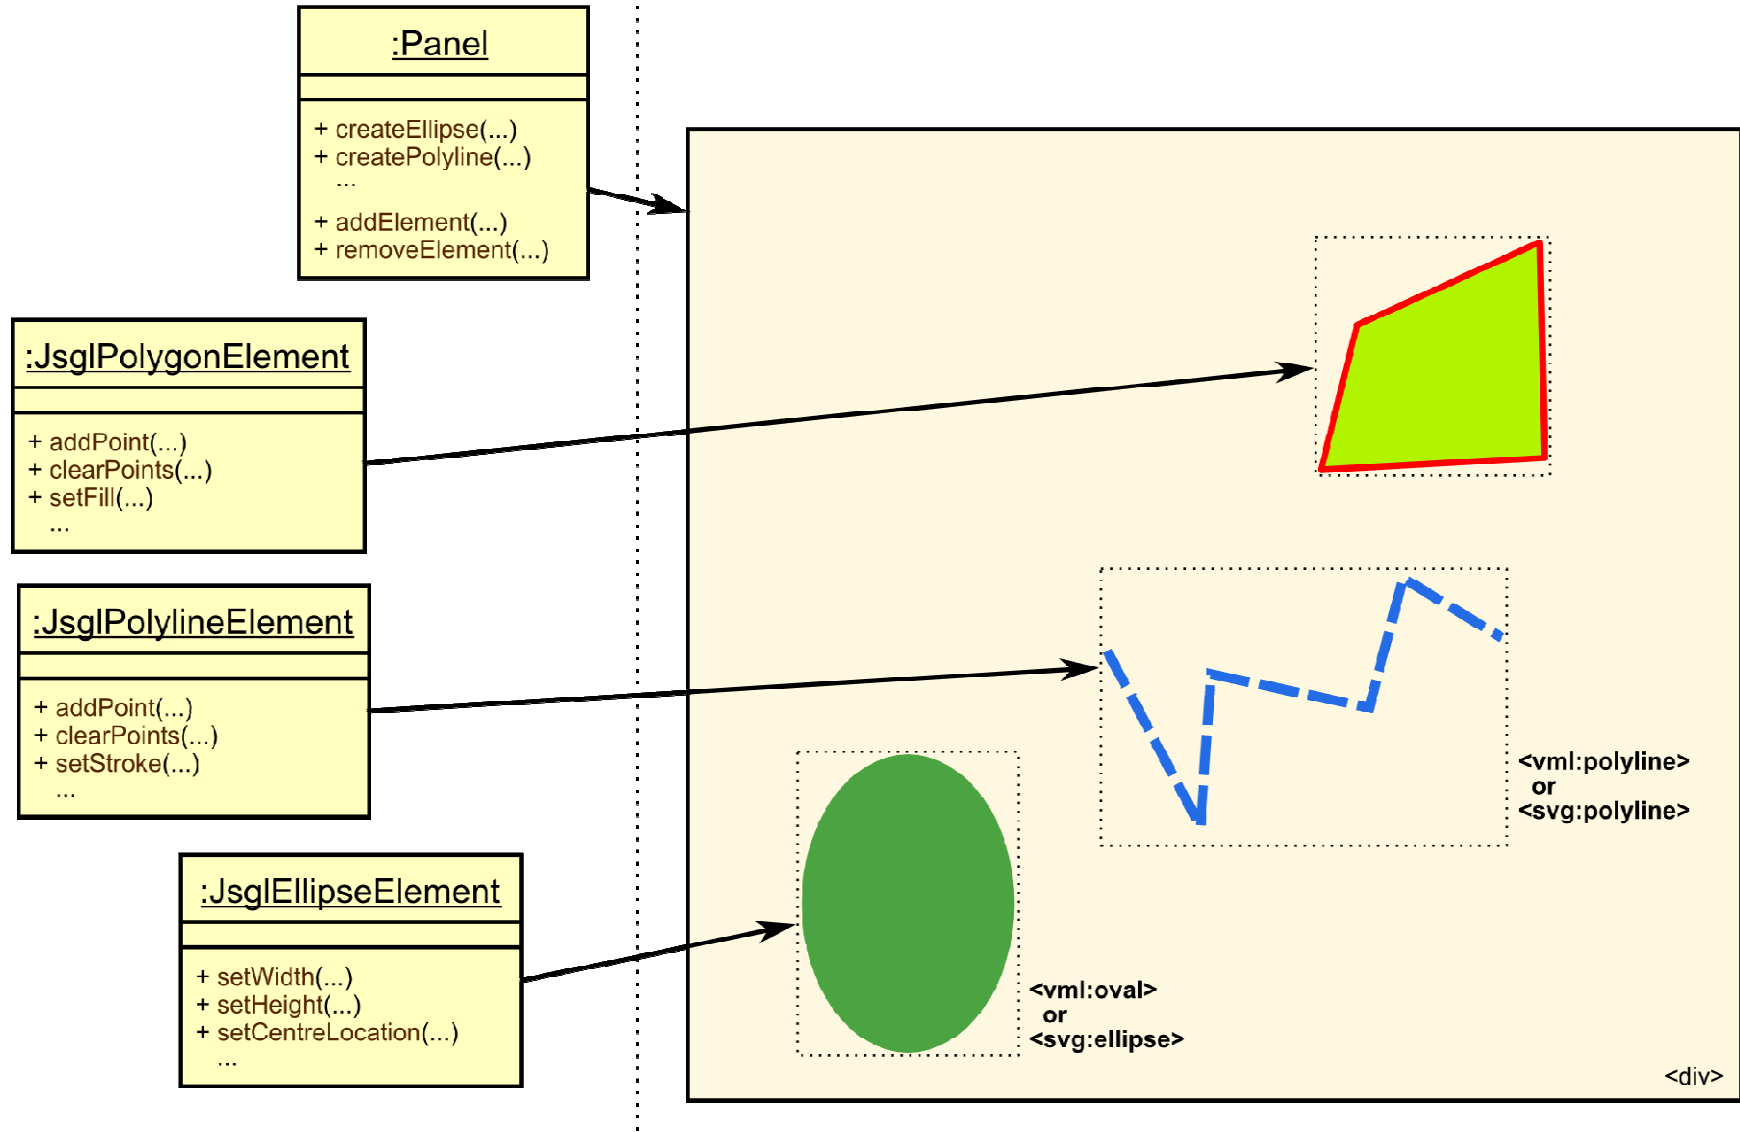 :Panel
+ createEllipse(...)
+ createPolyline(...)
...
+ addElement(...)
+ removeElement(...)
:JsglPolygonElement
+ addPoint(...)
+ clearPoints(...)
+ setFill(...)
...
:JsglPolylineElement
+ addPoint(...)
+ clearPoints(...)
+ setStroke(...)
...
<vml:polyline>
or
<svg:polyline>
:JsglEllipseElement
+ setWidth(...)
+ setHeight(...)
+ setCentreLocation(...)
...
<vml:oval>
or
<svg:ellipse>
<div>